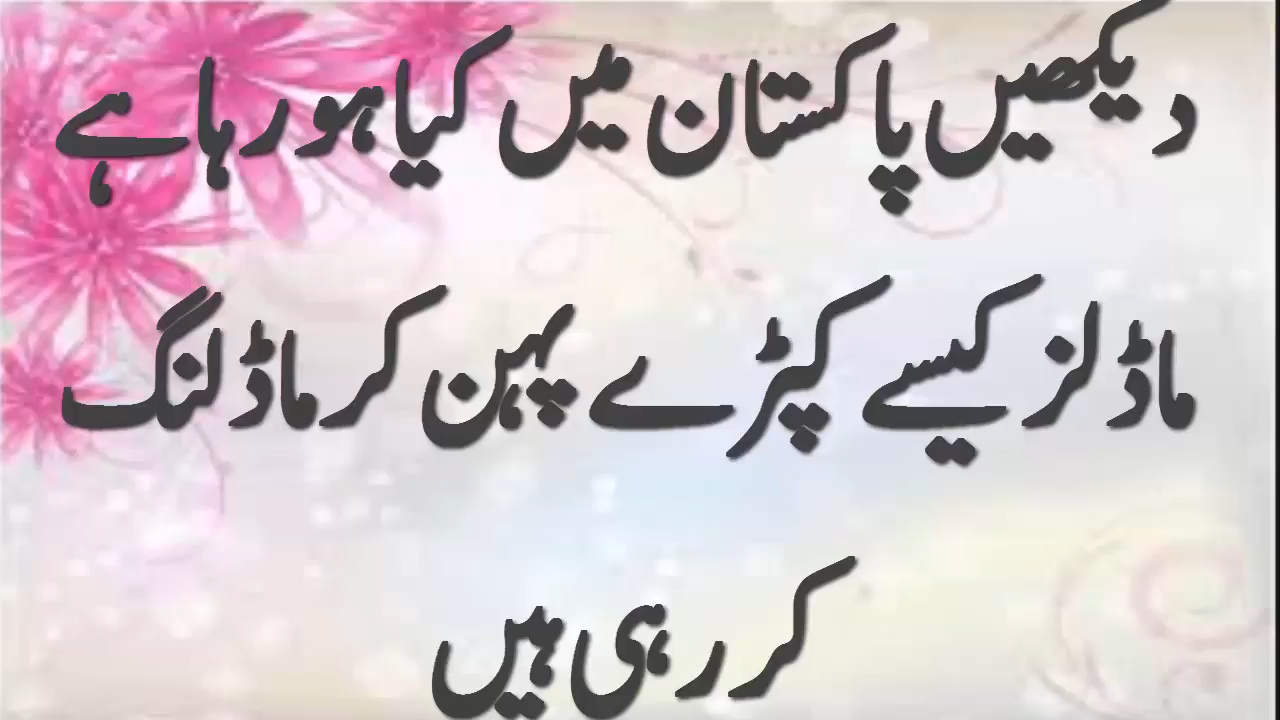 دیکھیں پاکستان میں کیا ہو رہا ہے
ماڈلز کیسے کپڑے پہن کر ماڈلنگ
کر رہی ہیں